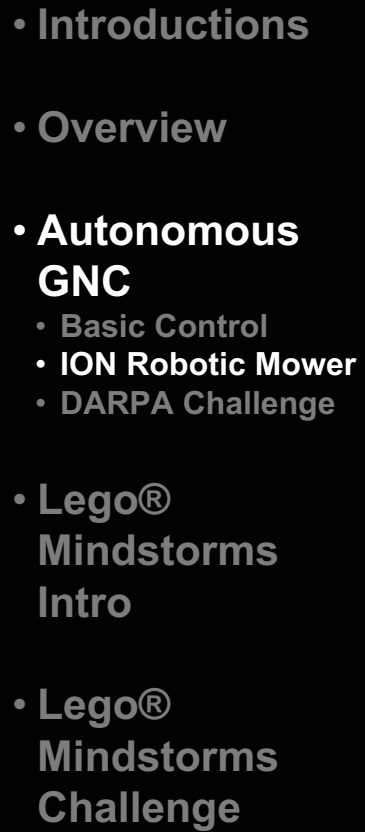 • Introductions
• Overview
• Autonomous
GNC
• Basic Control
• ION Robotic Mower
• DARPA Challenge
• Lego®
Mindstorms
Intro
• Lego®
Mindstorms
Challenge